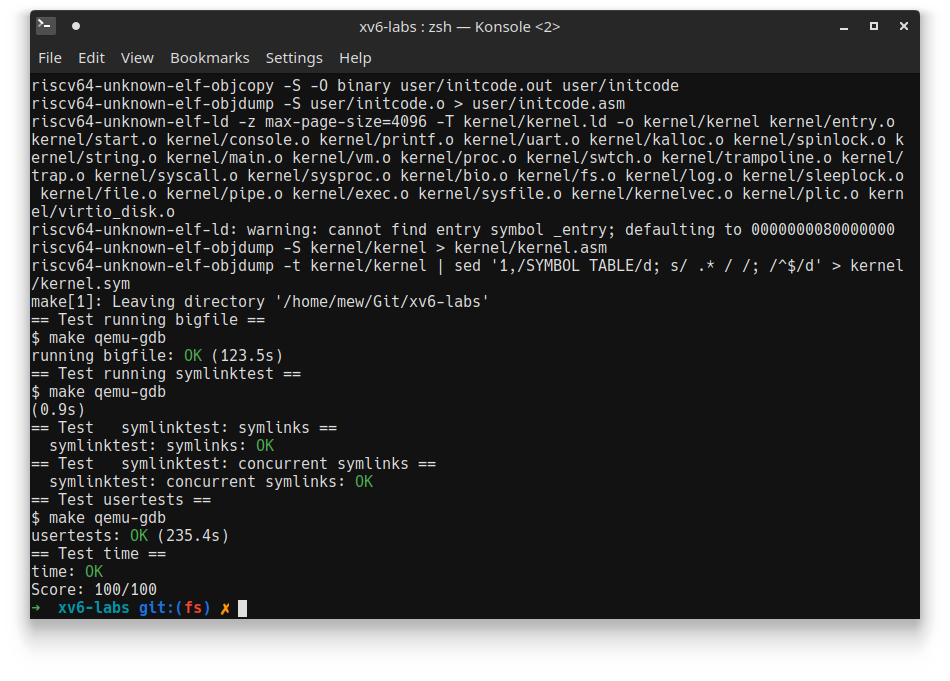 xv6-labs : zsh — Konsole <2>
File Edit View Bookmarks Settings Help
riscv64-unknown-elf-objcopy -S -O binary user/initcode.out user/initcode
riscv64-unknown-elf-objdump -S user/initcode.o > user/initcode.asm
riscv64-unknown-elf-ld -z max-page-size=4096 -T kernel/kernel.ld -o kernel/kernel kernel/entry.o
kernel/start.o kernel/console.o kernel/printf.o kernel/uart.o kernel/kalloc.o kernel/spinlock.o k
ernel/string.o kernel/main.o kernel/vm.o kernel/proc.o kernel/swtch.o kernel/trampoline.o kernel/
trap.o kernel/syscall.o kernel/sysproc.o kernel/bio.o kernel/fs.o kernel/log.o kernel/sleeplock.o
 kernel/file.o kernel/pipe.o kernel/exec.o kernel/sysfile.o kernel/kernelvec.o kernel/plic.o kern
el/virtio_disk.o
riscv64-unknown-elf-ld: warning: cannot find entry symbol _entry; defaulting to 0000000080000000
riscv64-unknown-elf-objdump -S kernel/kernel > kernel/kernel.asm
riscv64-unknown-elf-objdump -t kernel/kernel | sed '1,/SYMBOL TABLE/d; s/ .* / /; /^$/d' > kernel
/kernel.sym
make[1]: Leaving directory '/home/mew/Git/xv6-labs'
== Test running bigfile ==
$ make qemu-gdb
running bigfile: OK (123.5s)
== Test running symlinktest ==
$ make qemu-gdb
(0.9s)
== Test   symlinktest: symlinks ==
  symlinktest: symlinks: OK
== Test   symlinktest: concurrent symlinks ==
  symlinktest: concurrent symlinks: OK
== Test usertests ==
$ make qemu-gdb
usertests: OK (235.4s)
== Test time ==
time: OK
Score: 100/100
→  xv6-labs git:(fs) ✗